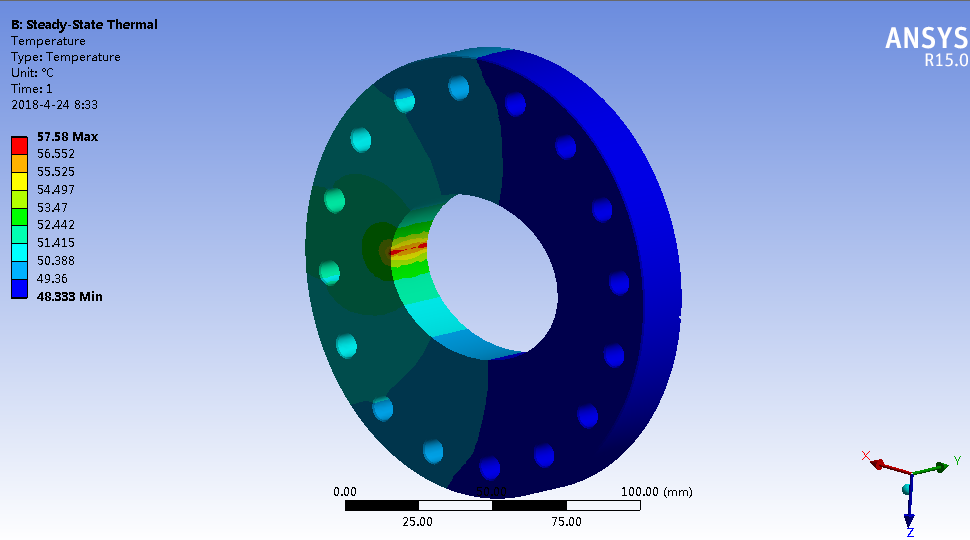 B: Steady-State Thermal
Temperature
Type: Temperature
Unit: °C
Time: 1
2018-4-24 8:33
ANSYS
R15.0
57.58 Max
56.552
55.525
54.497
53.47
52.442
51.415
50.388
49.36
48.333 Min
X
Y
Z
0.00
50.00
100.00 (mm)
25.00
75.00